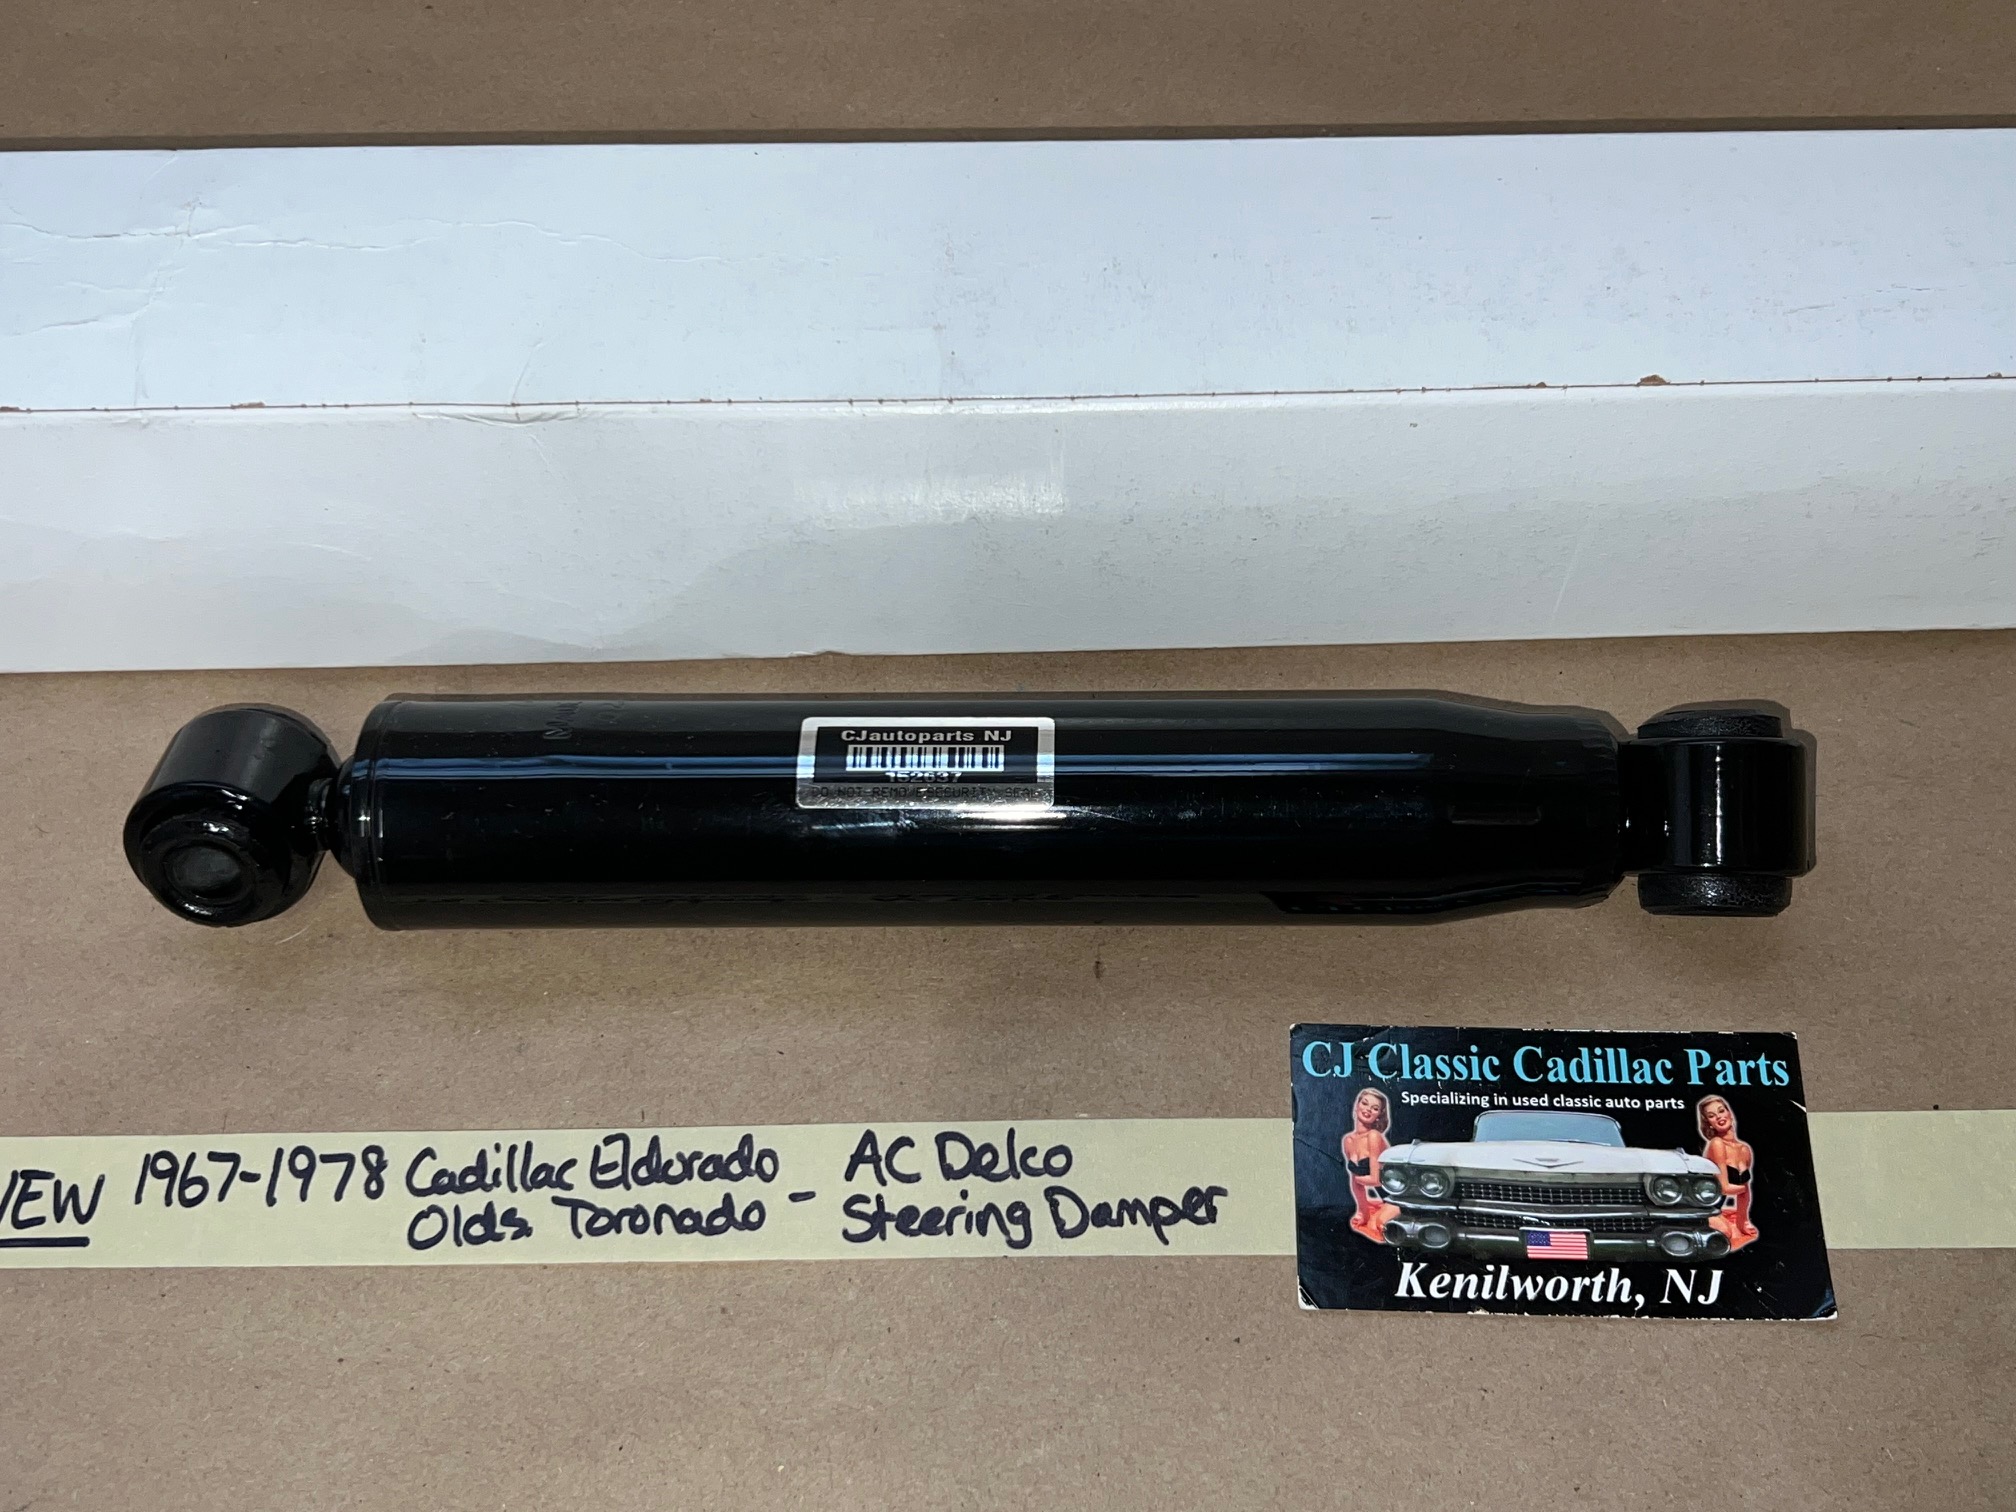 CJautoparts NJ
152637
DO NOT REMOVE SECURITY SEAL
1967-1978 Cadillac Eldorado - AC Delco
Olds. Toronado Steering Damper
CJ Classic Cadillac Parts
Specializing in used classic auto parts
Kenilworth, NJ